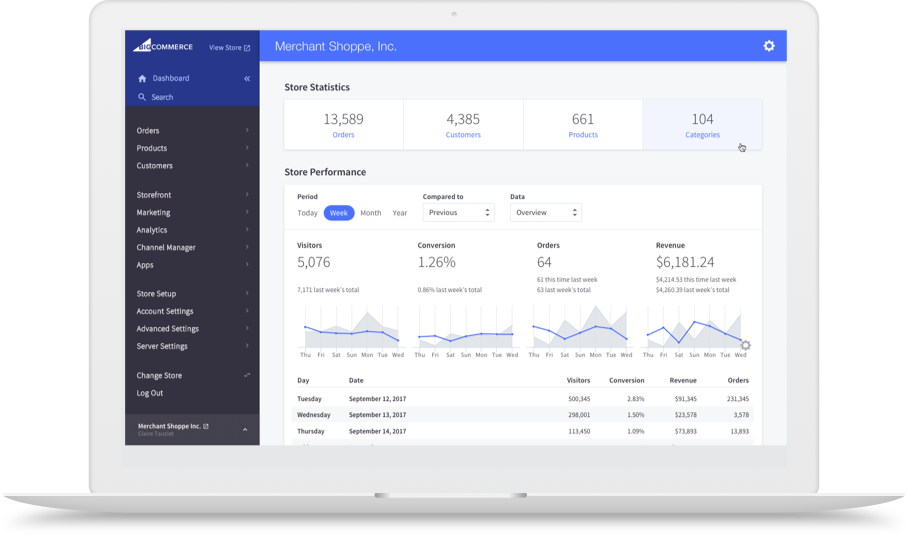 BIGCOMMERCE
View Store
Merchant Shoppe, Inc.
Dashboard
Search
Orders
Products
Customers
Storefront
Marketing
Analytics
Channel Manager
Apps
Store Setup
Account Settings
Advanced Settings
Server Settings
Change Store
Log Out
Merchant Shoppe Inc.
Claire Tauziet
Store Statistics
13,589 4,385 661 104
Orders Customers Products Categories
Store Performance
Period Compared to Data
Today Week Month Year Previous Overview
Visitors Conversion Orders Revenue
5,076 1.26% 64 $6,181.24
61 this time last week $4,214.53 this time last week
7,171 last week's total 0.86% last week's total 63 last week's total $4,260.39 last week's total
Thu Fri Sat Sun Mon Tue Wed Thu Fri Sat Sun Mon Tue Wed Thu Fri Sat Sun Mon Tue Wed Thu Fri Sat Sun Mon Tue Wed
Day Date Visitors Conversion Revenue Orders
Tuesday September 12, 2017 500,345 2.83% $91,345 231,345
Wednesday September 13, 2017 298,001 1.50% $23,578 3,578
Thursday September 14, 2017 113,450 1.09% $73,893 13,893